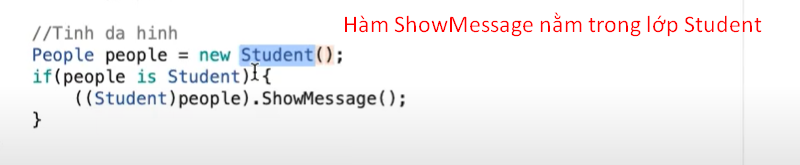 //Tinh da hinh
Hàm ShowMessage nằm trong lớp Student
People people = new Student();
if(people is Student){
((Student)people).ShowMessage();
}